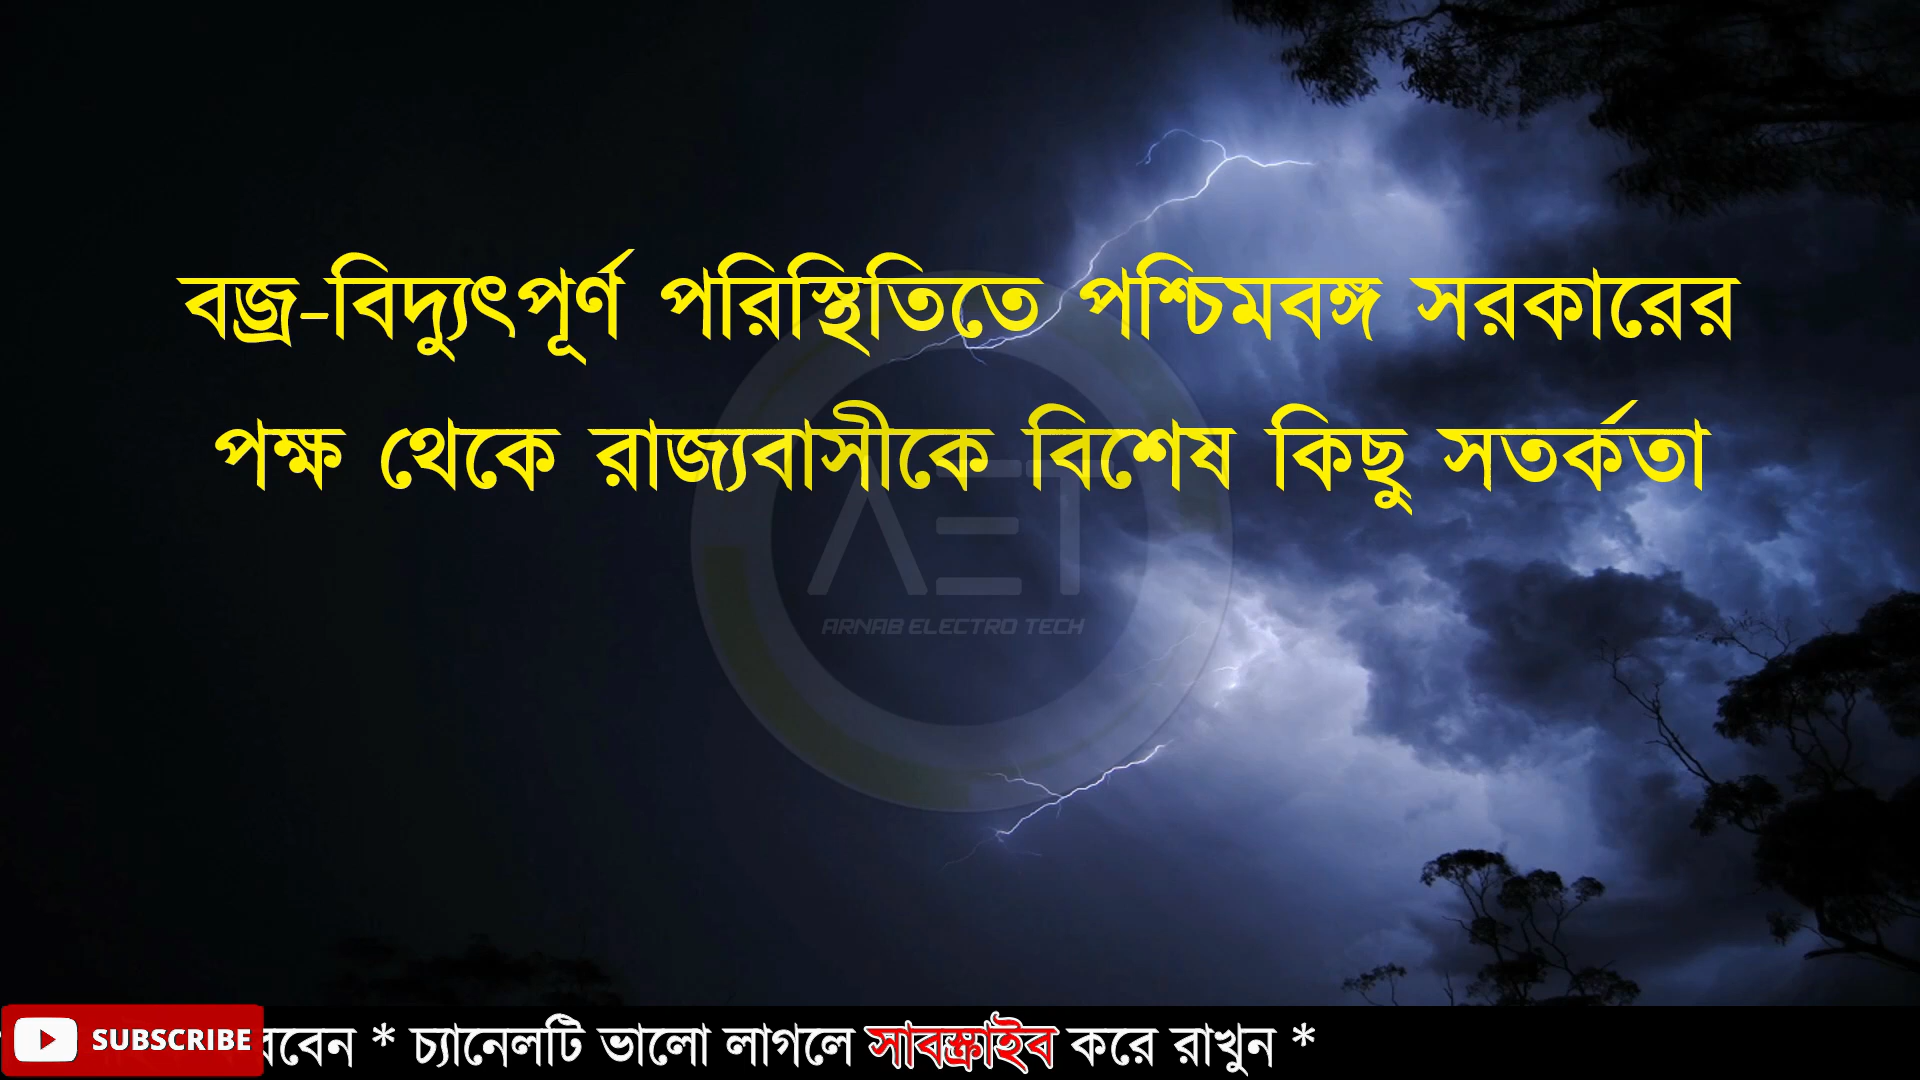 বজ্র-বিদ্যুৎপূর্ণ পরিস্থিতিতে পশ্চিমবঙ্গ সরকারের
পক্ষ থেকে রাজ্যবাসীকে বিশেষ কিছু সতর্কতা
AET
ARNAB ELECTRO TECH
SUBSCRIBE
* চ্যানেলটি ভালো লাগলে সাবস্ক্রাইব করে রাখুন *